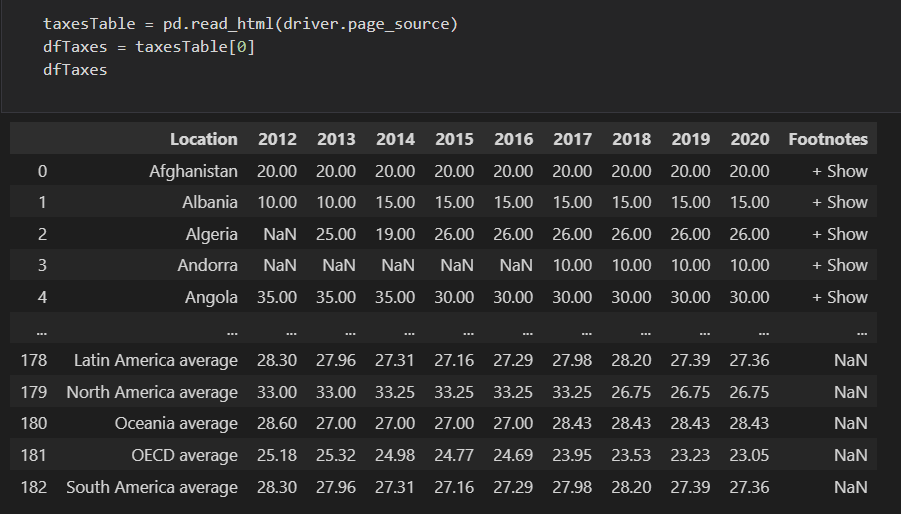 taxesTable = pd.read_html(driver.page_source)
dfTaxes = taxesTable[0]
dfTaxes
Location 2012 2013 2014 2015 2016 2017 2018 2019 2020 Footnotes
0 Afghanistan 20.00 20.00 20.00 20.00 20.00 20.00 20.00 20.00 20.00 + Show
1 Albania 10.00 10.00 15.00 15.00 15.00 15.00 15.00 15.00 15.00 + Show
2 Algeria NaN 25.00 19.00 26.00 26.00 26.00 26.00 26.00 26.00 + Show
3 Andorra NaN NaN NaN NaN NaN 10.00 10.00 10.00 10.00 + Show
4 Angola 35.00 35.00 35.00 30.00 30.00 30.00 30.00 30.00 30.00 + Show
... ... ... ... ... ... ... ... ... ... ... ...
178 Latin America average 28.30 27.96 27.31 27.16 27.29 27.98 28.20 27.39 27.36 NaN
179 North America average 33.00 33.00 33.25 33.25 33.25 33.25 26.75 26.75 26.75 NaN
180 Oceania average 28.60 27.00 27.00 27.00 27.00 28.43 28.43 28.43 28.43 NaN
181 OECD average 25.18 25.32 24.98 24.77 24.69 23.95 23.53 23.23 23.05 NaN
182 South America average 28.30 27.96 27.31 27.16 27.29 27.98 28.20 27.39 27.36 NaN